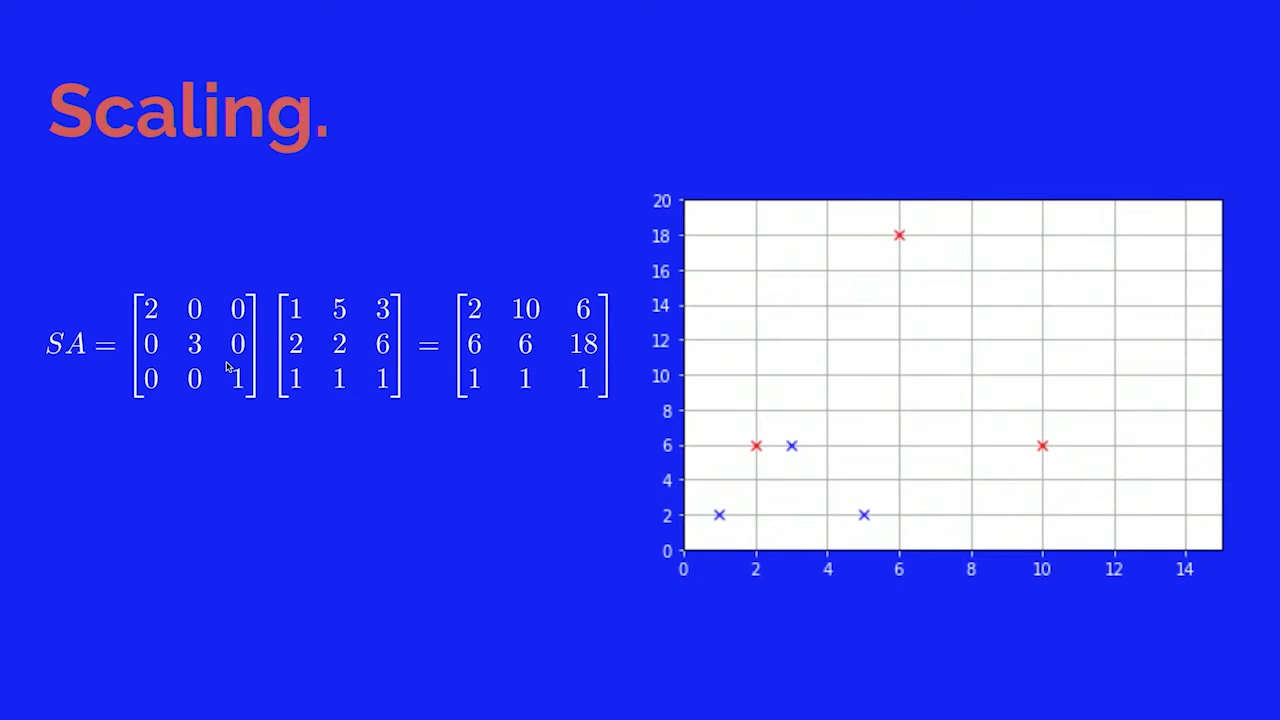 Scaling.
SA = [2 0 0] [1 5 3] = [2 10 6]
[0 3 0] [2 2 6] [6 6 18]
[0 0 1] [1 1 1] [1 1 1]
20
18
16
14
12
10
8
6
4
2
0
0 2 4 6 8 10 12 14